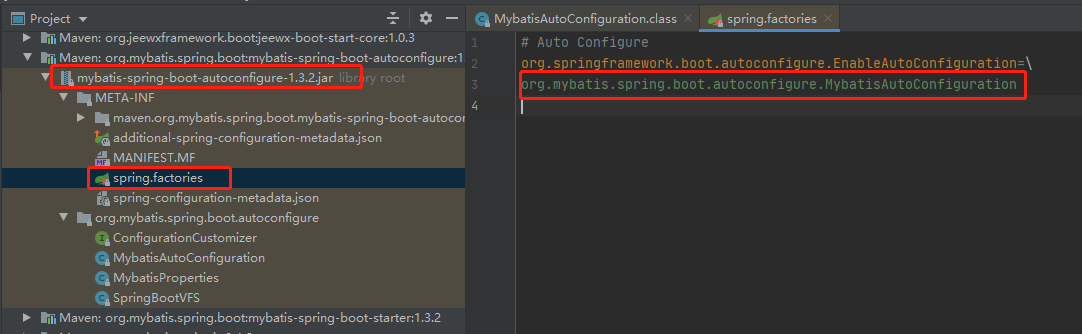 Project
Maven: org.jeewxframework.boot:jeewx-boot-start-core:1.0.3
Maven: org.mybatis.spring.boot:mybatis-spring-boot-autoconfigure:1.
mybatis-spring-boot-autoconfigure-1.3.2.jar library root
META-INF
maven.org.mybatis.spring.boot.mybatis-spring-boot-autoco
additional-spring-configuration-metadata.json
MANIFEST.MF
spring.factories
spring-configuration-metadata.json
org.mybatis.spring.boot.autoconfigure
ConfigurationCustomizer
MybatisAutoConfiguration
MybatisProperties
SpringBootVFS
Maven: org.mybatis.spring.boot:mybatis-spring-boot-starter:1.3.2
MybatisAutoConfiguration.class
spring.factories
1 # Auto Configure
2 org.springframework.boot.autoconfigure.EnableAutoConfiguration=\
3 org.mybatis.spring.boot.autoconfigure.MybatisAutoConfiguration
4